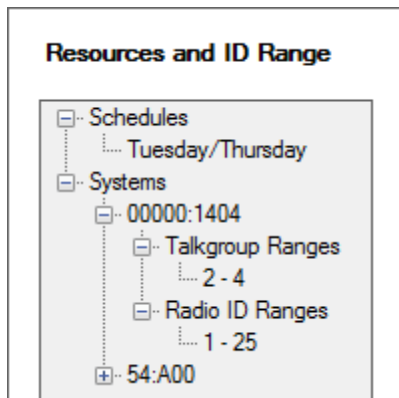 Resources and ID Range
Schedules
Tuesday/Thursday
Systems
00000:1404
Talkgroup Ranges
2 - 4
Radio ID Ranges
1 - 25
54:A00